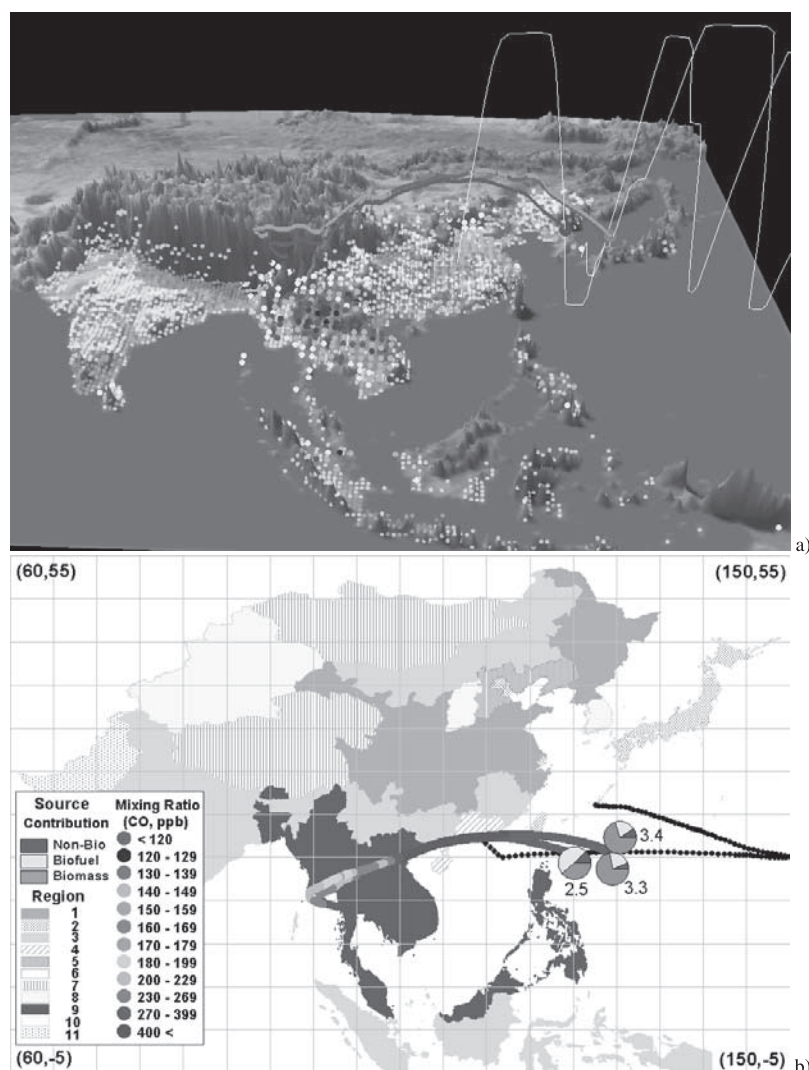 a)
(60,55)
(150,55)
Source
Contribution
Non-Bio
Biofuel
Biomass
Region
1
2
3
4
5
6
7
8
9
10
11
Mixing Ratio
(CO, ppb)
< 120
120 - 129
130 - 139
140 - 149
150 - 159
160 - 169
170 - 179
180 - 199
200 - 229
230 - 269
270 - 399
400 <
3.4
2.5
3.3
(60,-5)
(150,-5)
b)